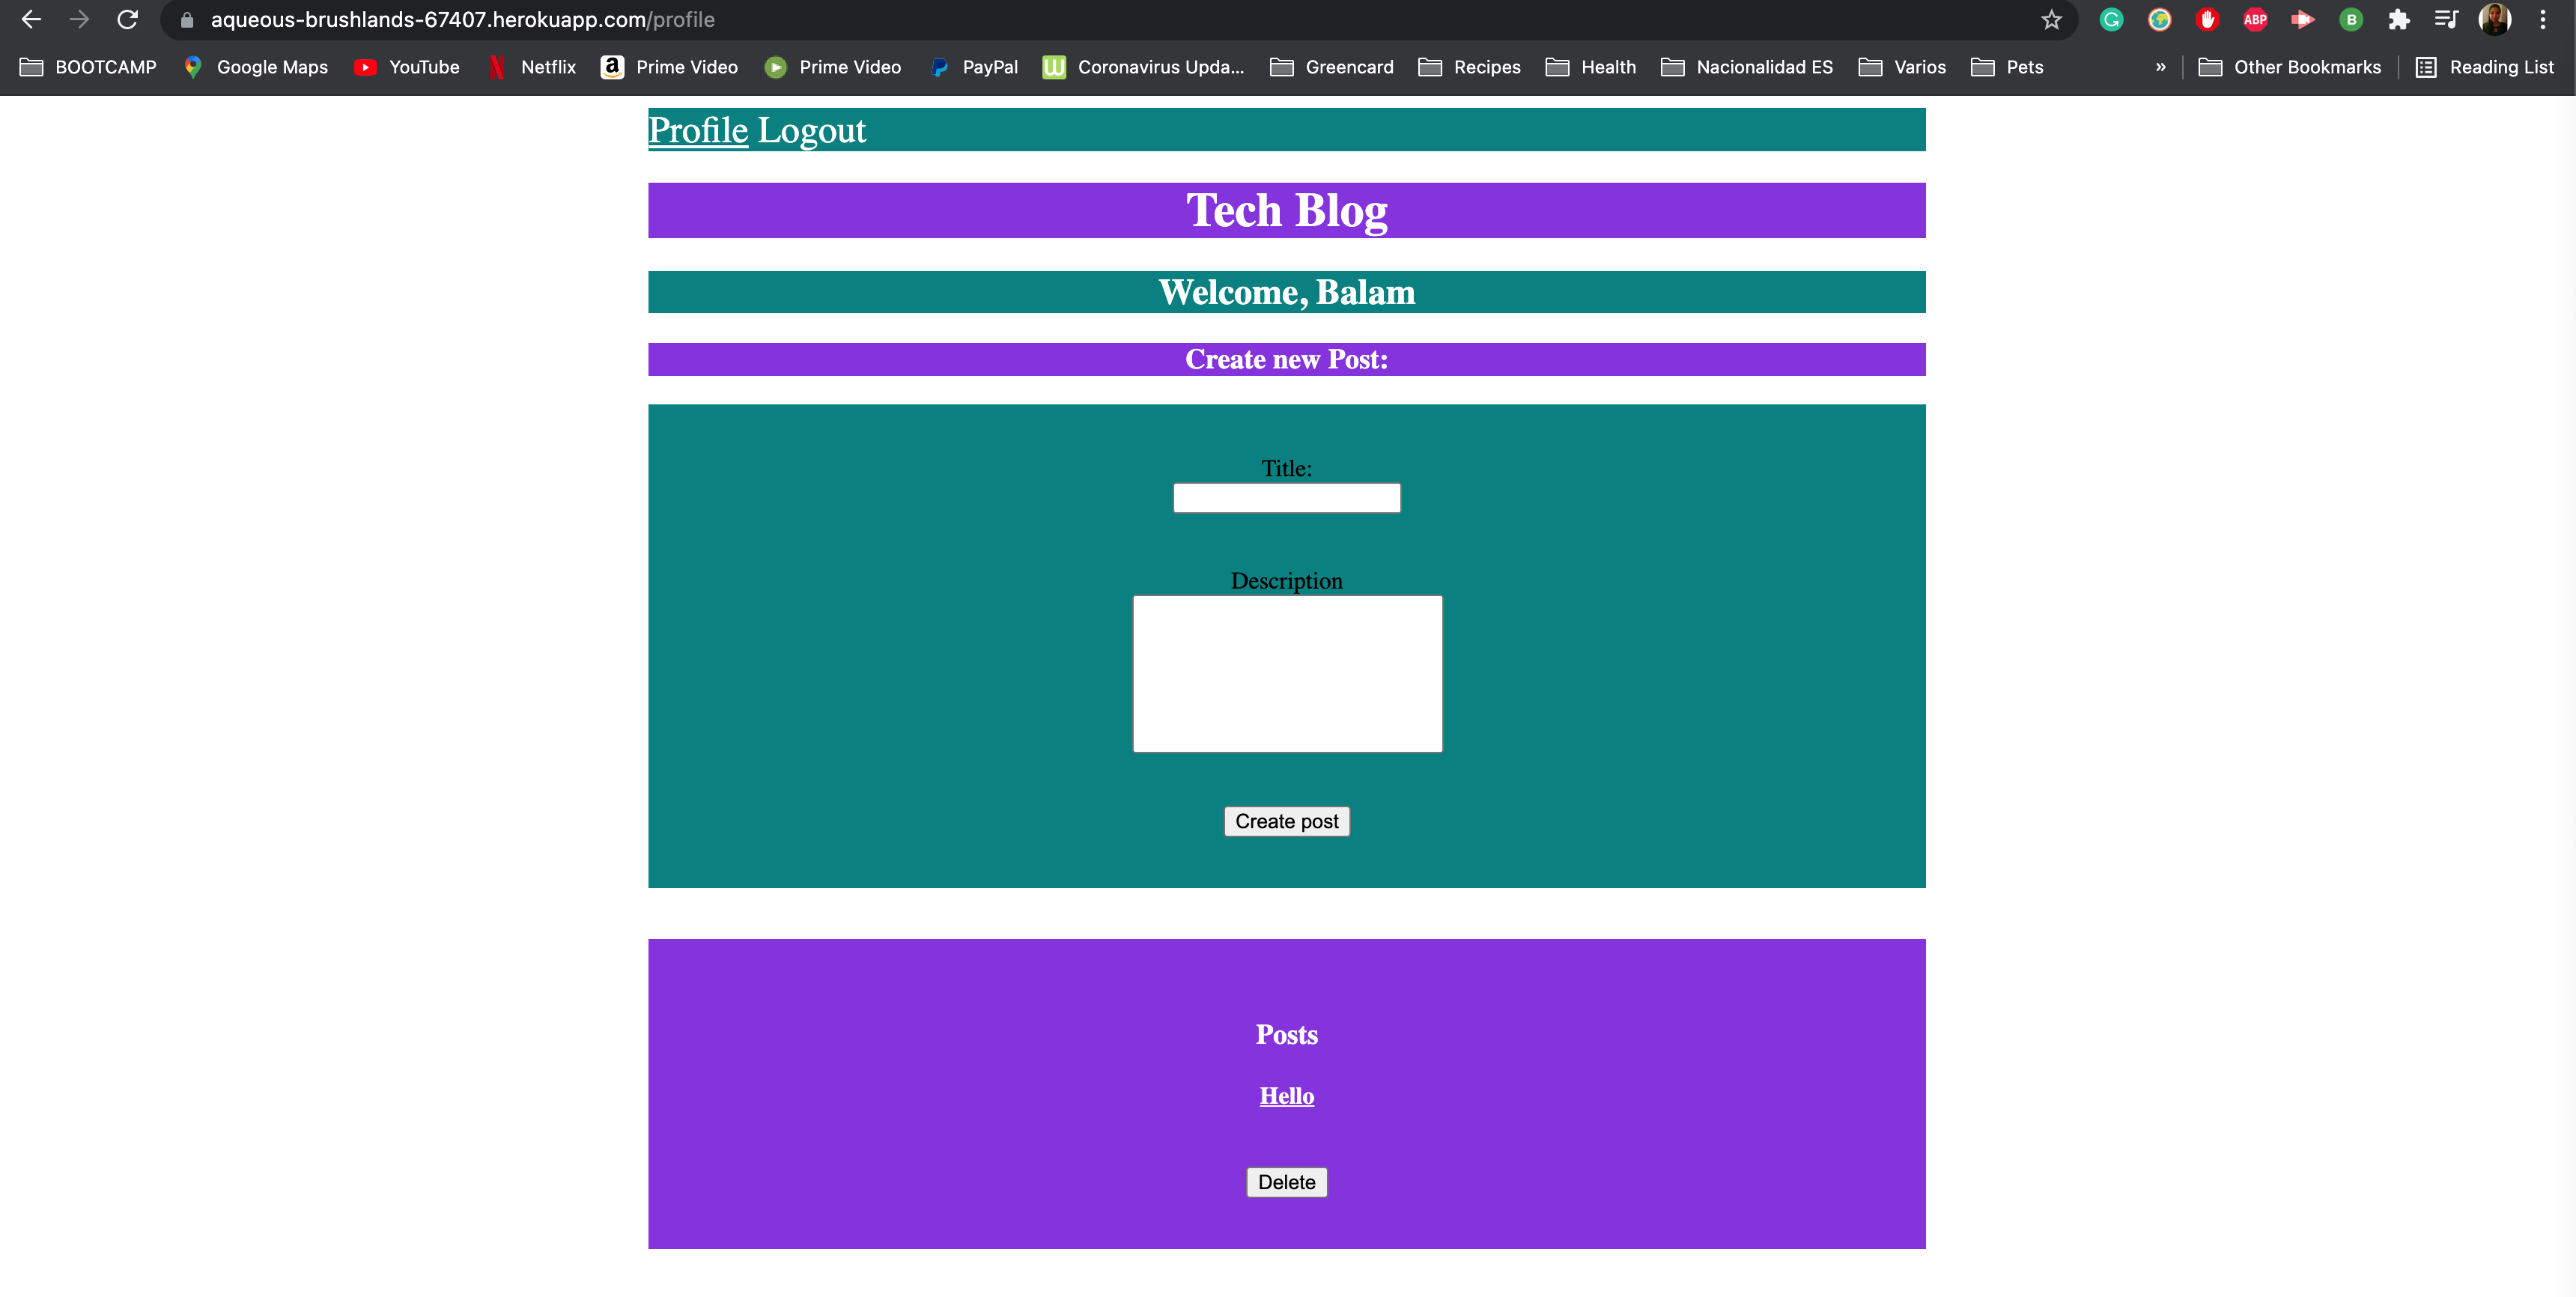 aqueous-brushlands-67407.herokuapp.com/profile
G ABP B
BOOTCAMP Google Maps YouTube Netflix Prime Video Prime Video PayPal W Coronavirus Upda... Greencard Recipes Health Nacionalidad ES Varios Pets » Other Bookmarks Reading List
Profile Logout
Tech Blog
Welcome, Balam
Create new Post:
Title:
Description
Create post
Posts
Hello
Delete